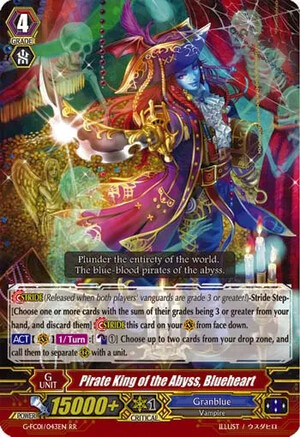 4
GRADE
Plunder the entirety of the world.
The blue-blood pirates of the abyss.
STRIDE (Released when both players' vanguards are grade 3 or greater!)-Stride Step-
[Choose one or more cards with the sum of their grades being 3 or greater from
your hand, and discard them] STRIDE this card on your from face down.
ACT 1/Turn Choose up to two cards from your drop zone, and
call them to separate with a unit.
G
UNIT
Pirate King of the Abyss, Blueheart
POWER
15000+
1
CRITICAL
Granblue
Vampire
G-FC01/043EN RR
ILLUST / ウスダヒロ